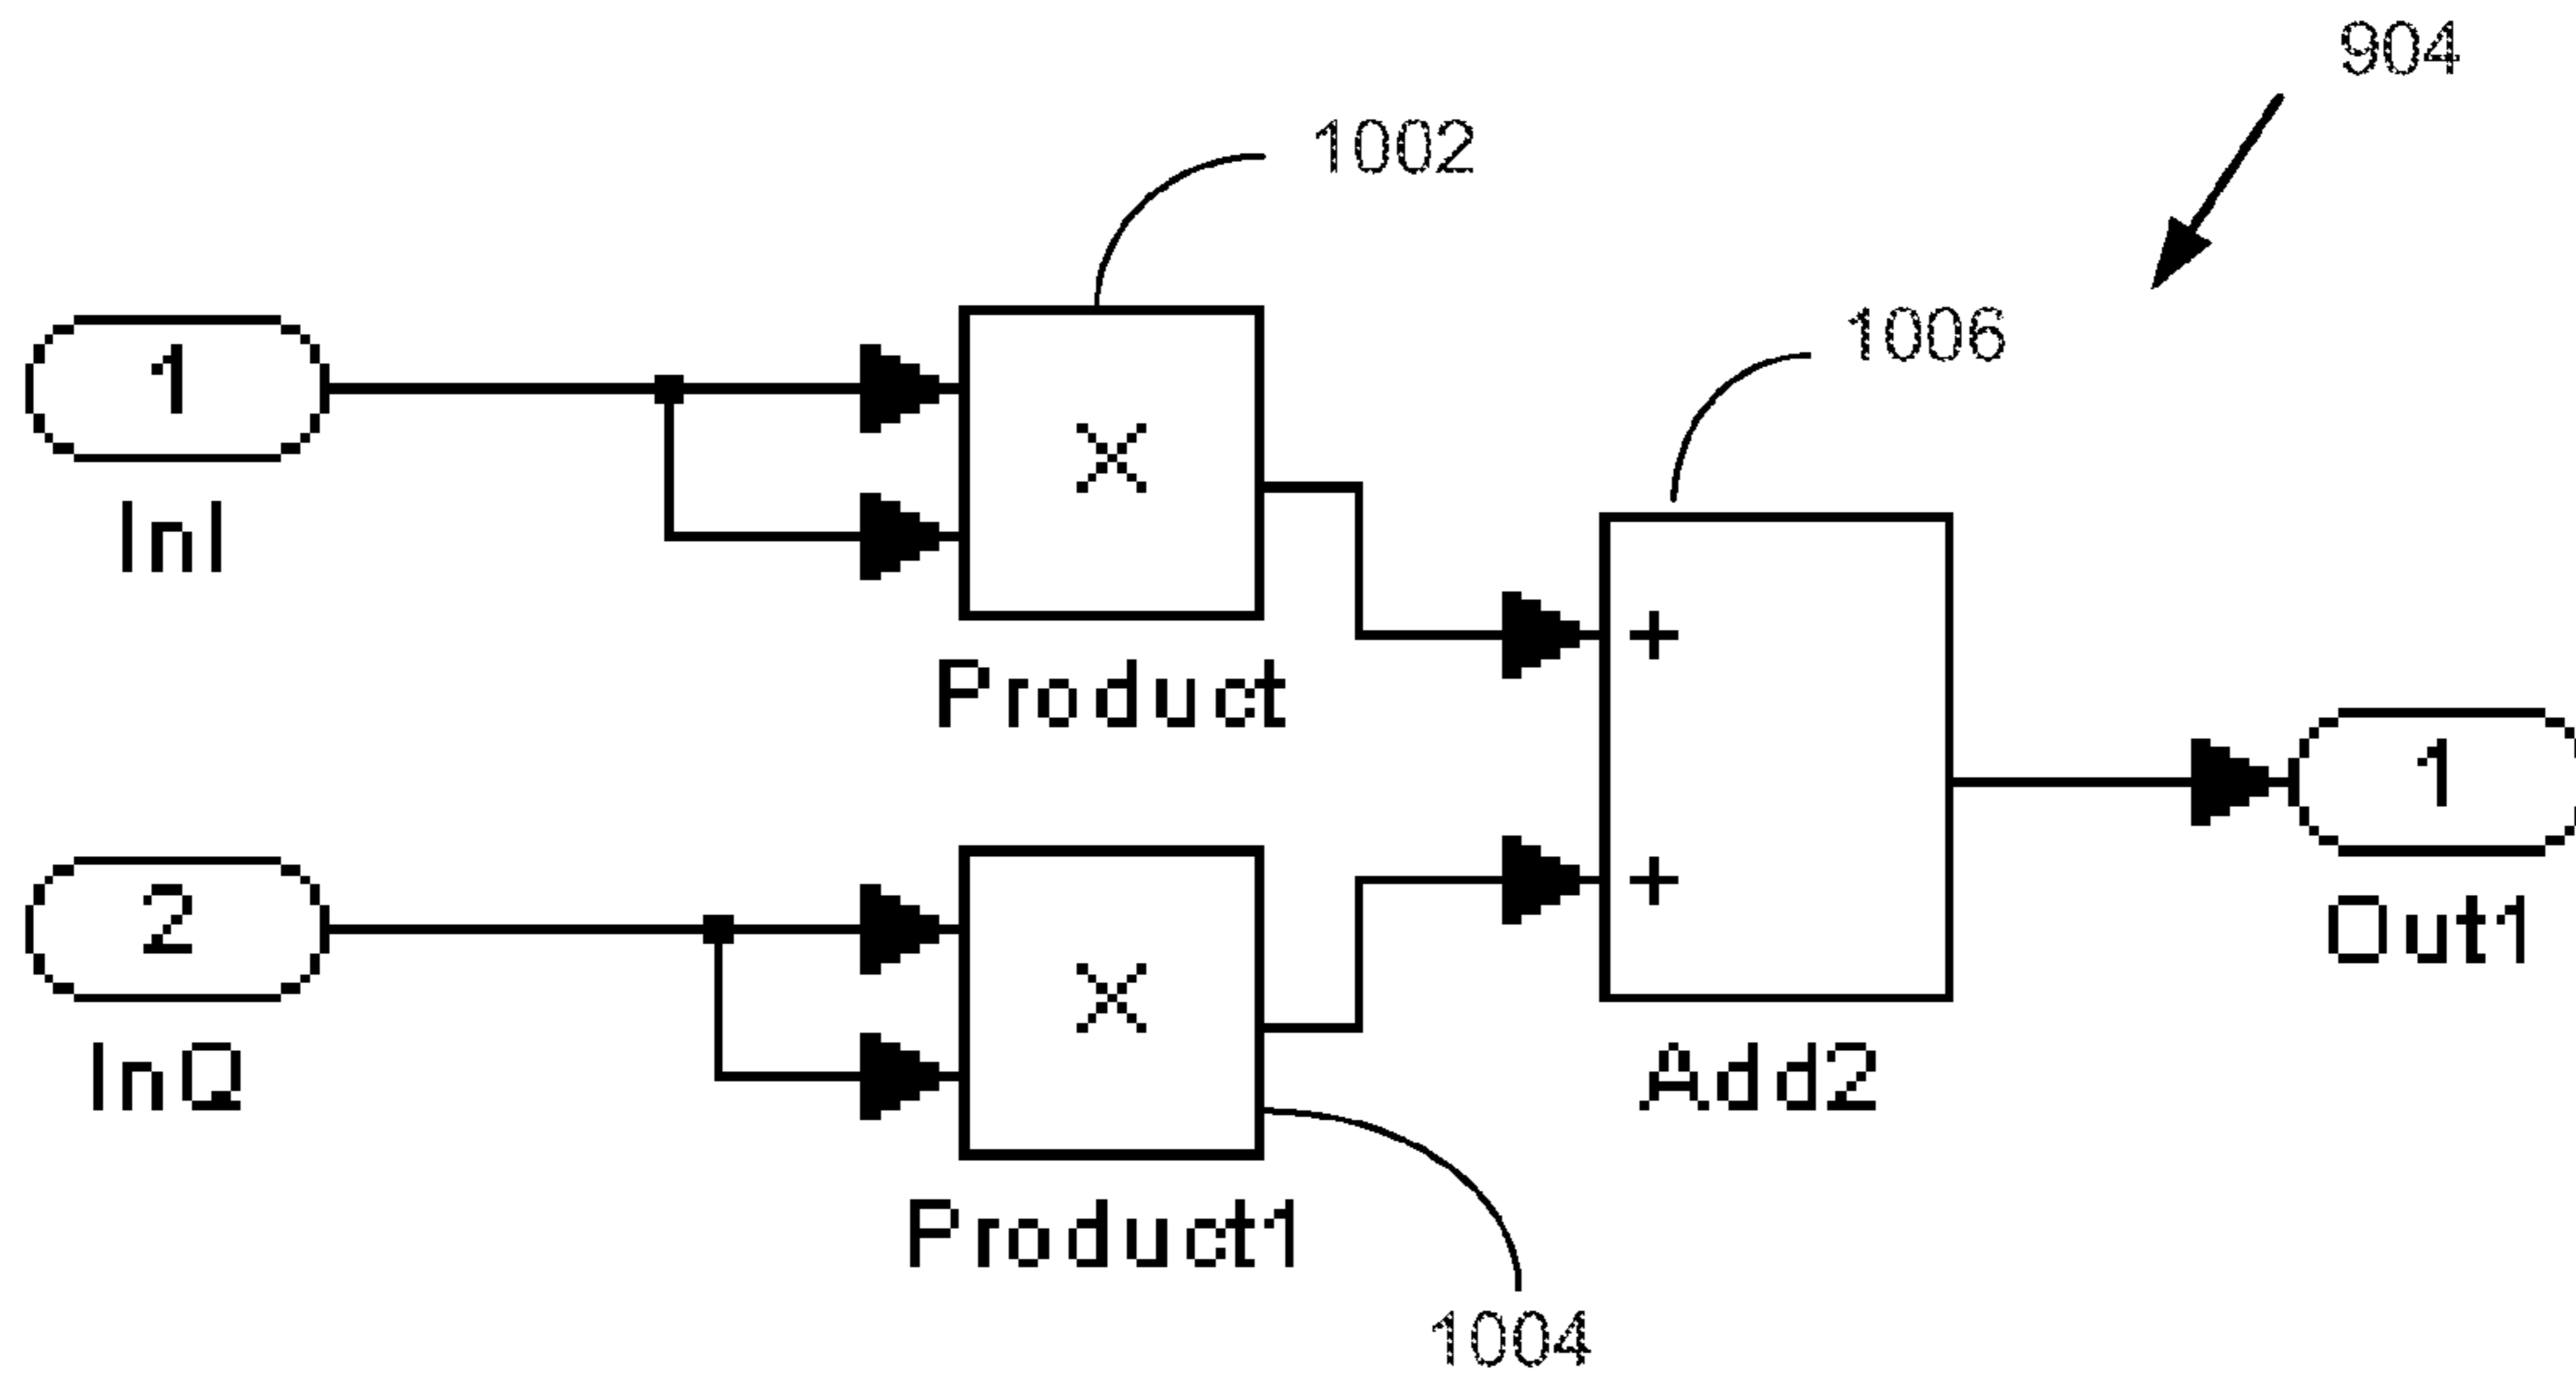 904
1002
1006
1
InI
×
Product
+
+
1
Out1
2
InQ
×
Product1
Add2
1004